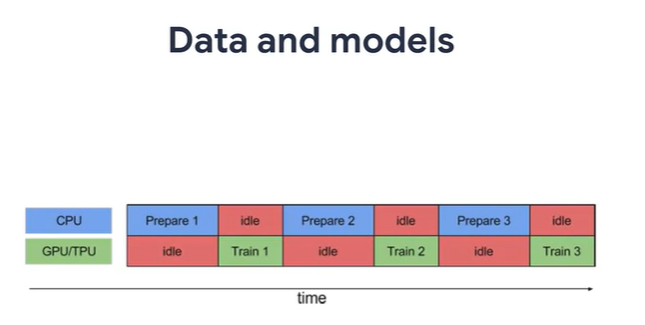 Data and models
CPU Prepare 1 idle Prepare 2 idle Prepare 3 idle
GPU/TPU idle Train 1 idle Train 2 idle Train 3
time